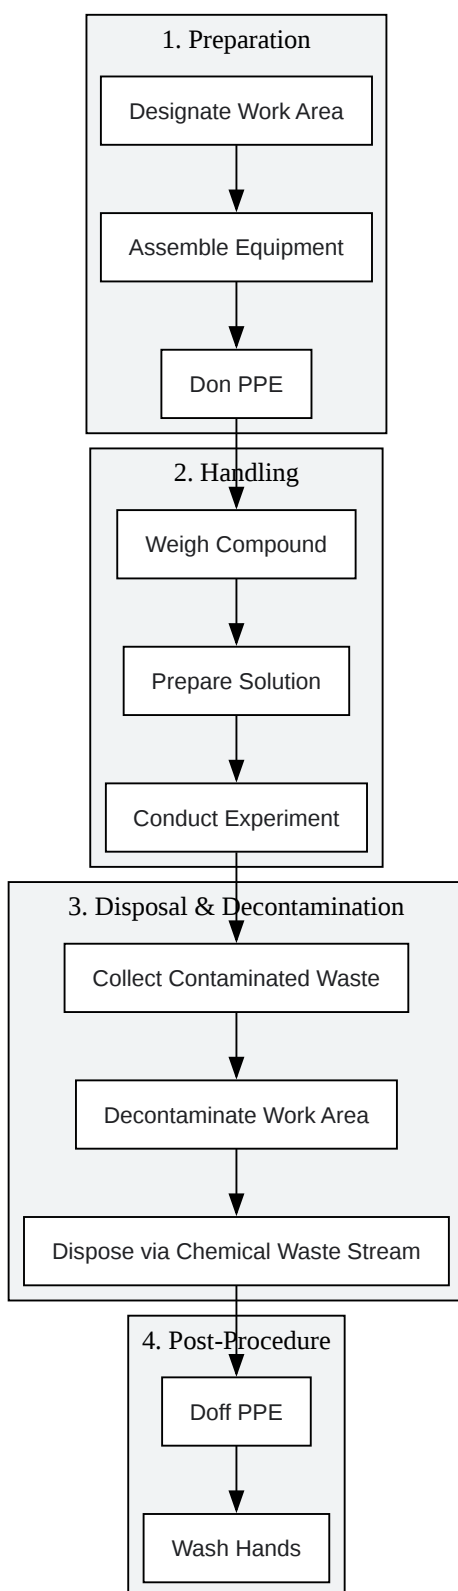 1. Preparation
Designate Work Area
Assemble Equipment
Don PPE
2. Handling
Weigh Compound
Prepare Solution
Conduct Experiment
3. Disposal & Decontamination
Collect Contaminated Waste
Decontaminate Work Area
Dispose via Chemical Waste Stream
4. Post-Procedure
Doff PPE
Wash Hands